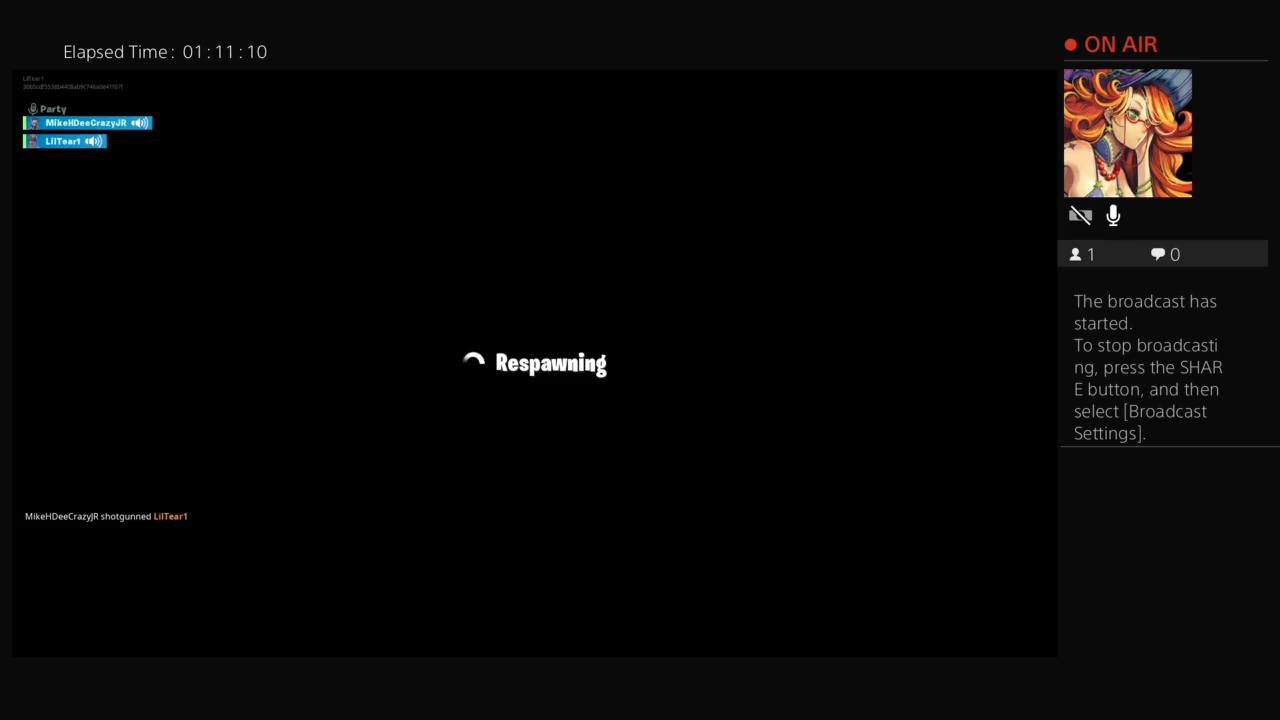 Elapsed Time: 01:11:10
ON AIR
LilTear1
Party
MikeHDeeCrazyJR
LilTear1
1
0
The broadcast has
started.
To stop broadcasti
ng, press the SHAR
E button, and then
select [Broadcast
Settings].
Respawning
MikeHDeeCrazyJR shotgunned LilTear1